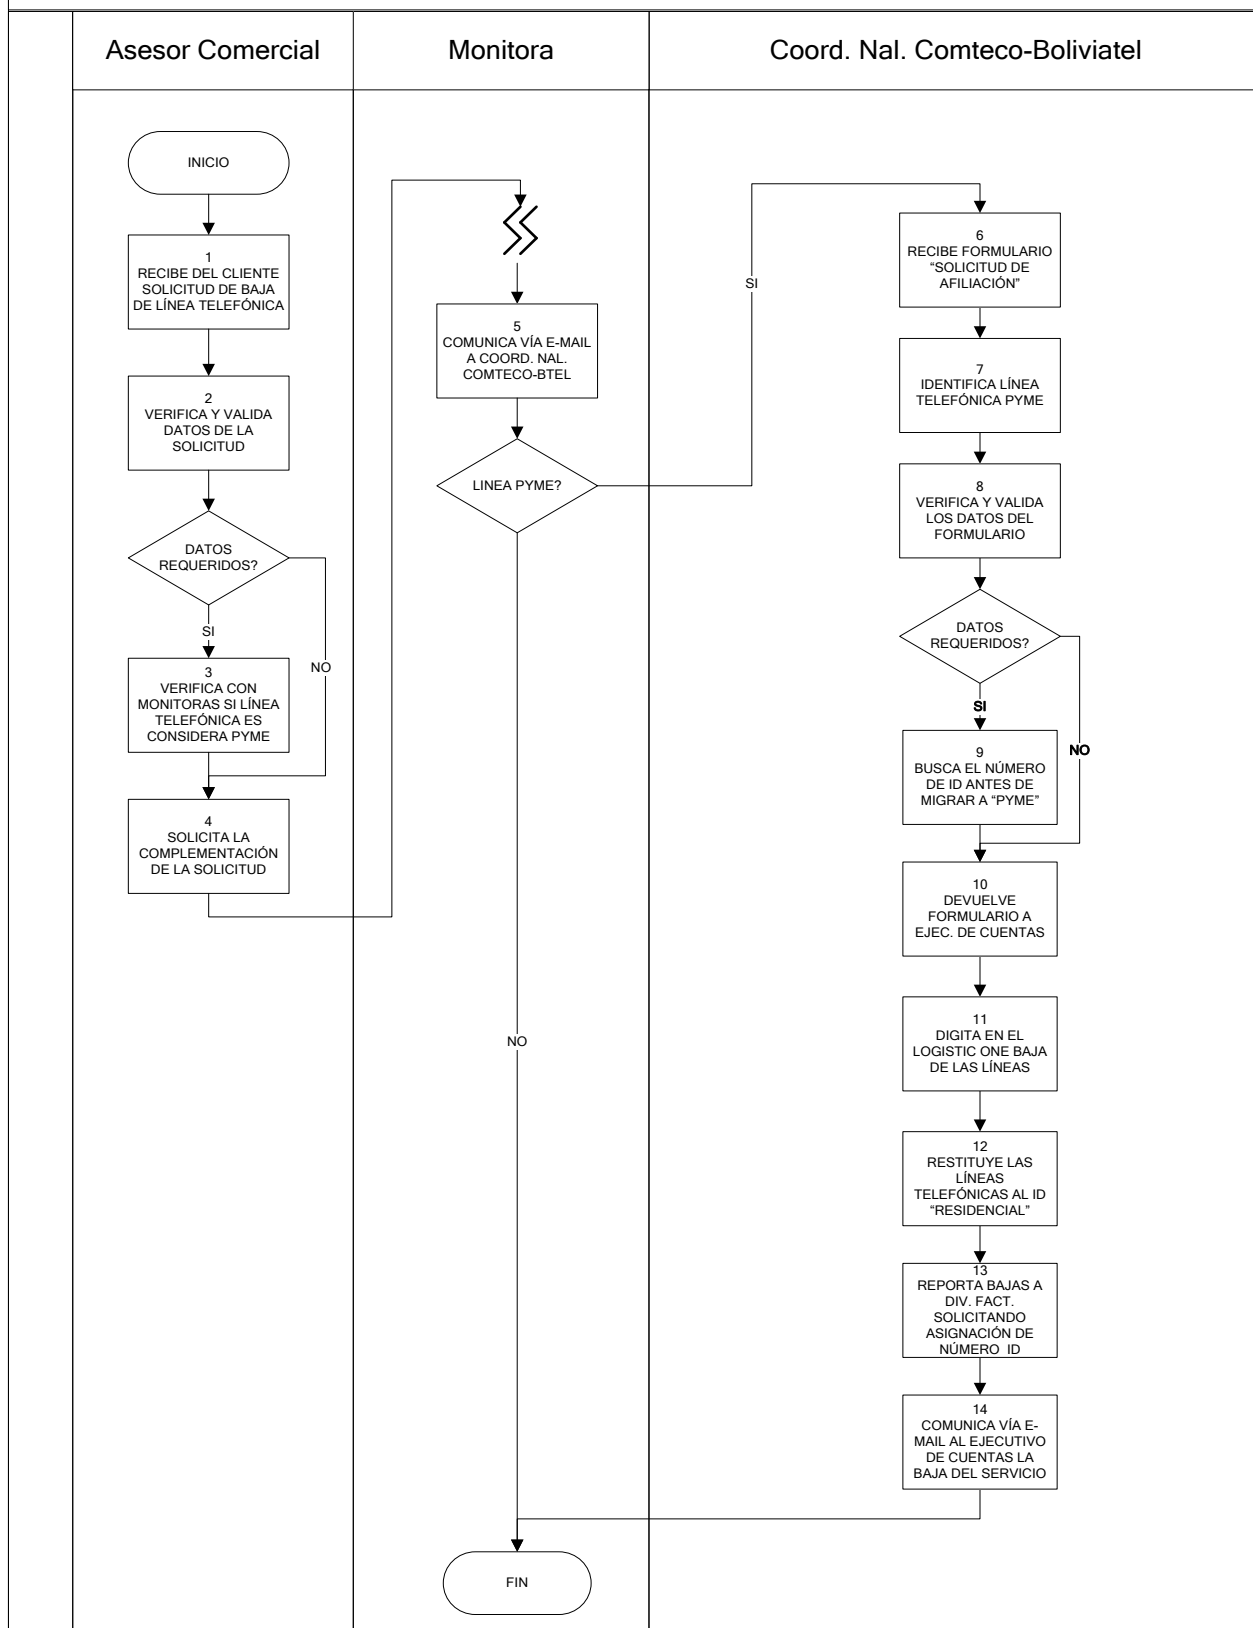 Asesor Comercial
Monitora
Coord. Nal. Comteco-Boliviatel
INICIO
1
RECIBE DEL CLIENTE
SOLICITUD DE BAJA
DE LÍNEA TELEFÓNICA
2
VERIFICA Y VALIDA
DATOS DE LA
SOLICITUD
DATOS
REQUERIDOS?
SI
NO
3
VERIFICA CON
MONITORAS SI LÍNEA
TELEFÓNICA ES
CONSIDERA PYME
4
SOLICITA LA
COMPLEMENTACIÓN
DE LA SOLICITUD
5
COMUNICA VÍA E-MAIL
A COORD. NAL.
COMTECO-BTEL
LINEA PYME?
SI
NO
6
RECIBE FORMULARIO
“SOLICITUD DE
AFILIACIÓN”
7
IDENTIFICA LÍNEA
TELEFÓNICA PYME
8
VERIFICA Y VALIDA
LOS DATOS DEL
FORMULARIO
DATOS
REQUERIDOS?
SI
NO
9
BUSCA EL NÚMERO
DE ID ANTES DE
MIGRAR A “PYME”
10
DEVUELVE
FORMULARIO A
EJEC. DE CUENTAS
11
DIGITA EN EL
LOGISTIC ONE BAJA
DE LAS LÍNEAS
12
RESTITUYE LAS
LÍNEAS
TELEFÓNICAS AL ID
“RESIDENCIAL”
13
REPORTA BAJAS A
DIV. FACT.
SOLICITANDO
ASIGNACIÓN DE
NÚMERO ID
14
COMUNICA VÍA E-
MAIL AL EJECUTIVO
DE CUENTAS LA
BAJA DEL SERVICIO
FIN